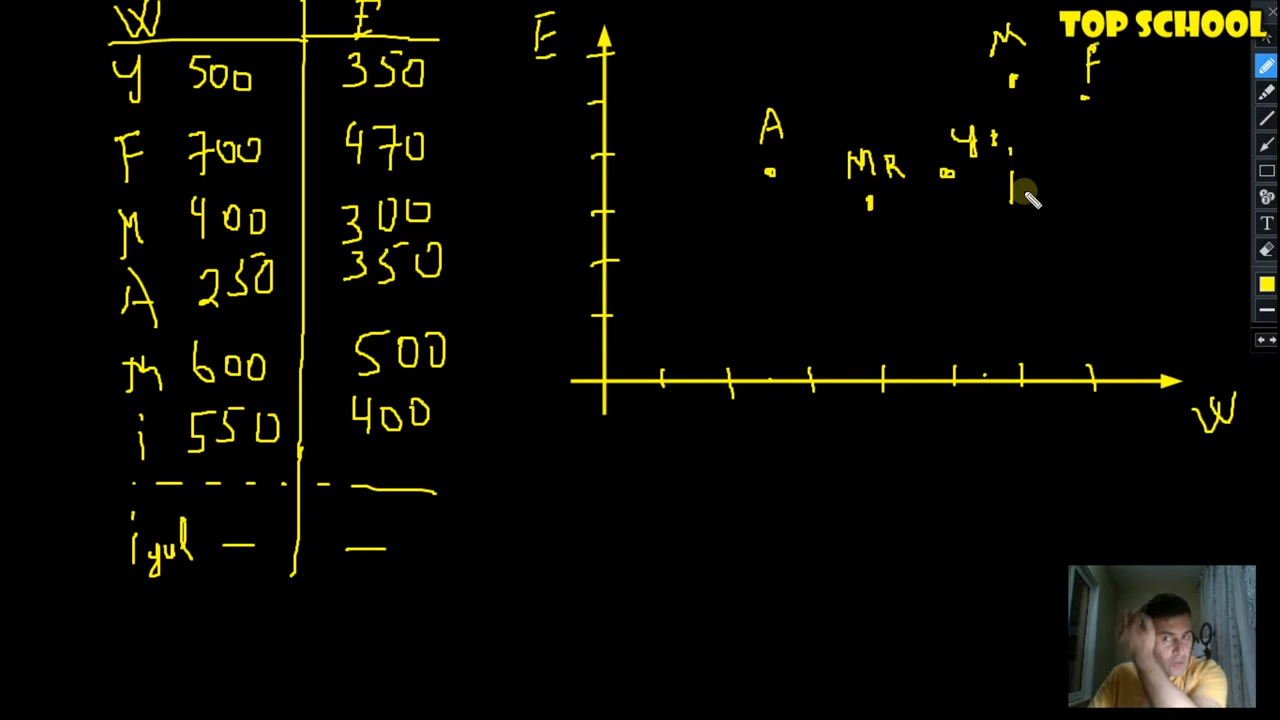 TOP SCHOOL
W E
Y 500 350
F 700 470
M 400 300
A 250 350
M 600 500
i 550 400
iyul — —
E
M
F
A
MR
Y
i
W